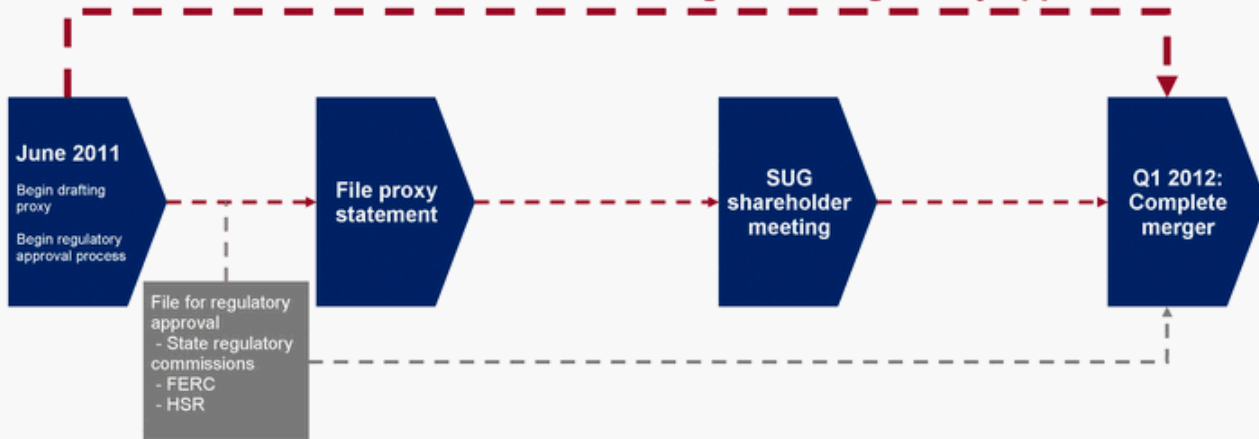 June 2011
Begin drafting
proxy
Begin regulatory
approval process
File proxy
statement
SUG
shareholder
meeting
Q1 2012:
Complete
merger
File for regulatory
approval
- State regulatory
commissions
- FERC
- HSR